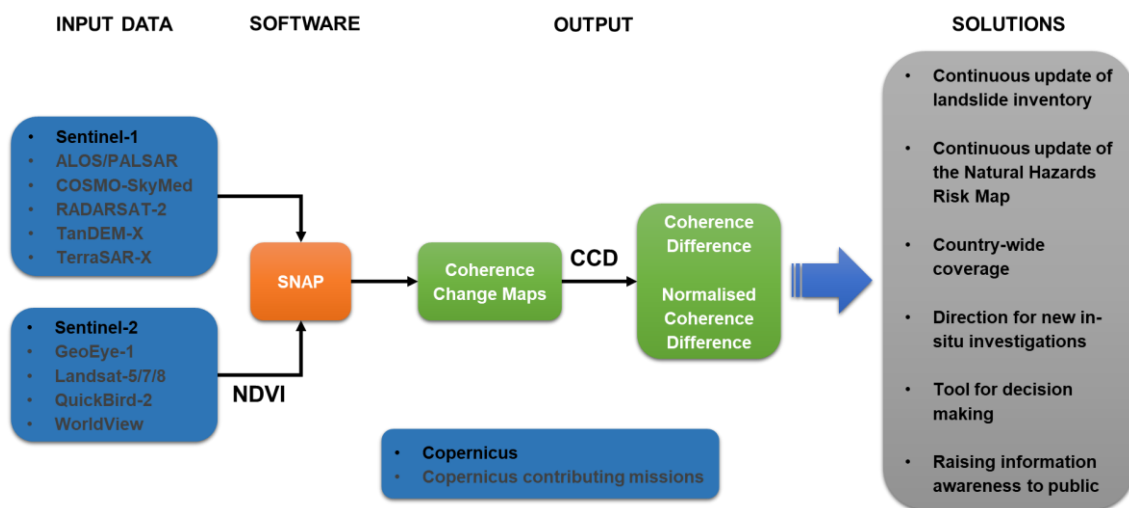 INPUT DATA
SOFTWARE
OUTPUT
SOLUTIONS
• Sentinel-1
• ALOS/PALSAR
• COSMO-SkyMed
• RADARSAT-2
• TanDEM-X
• TerraSAR-X
• Sentinel-2
• GeoEye-1
• Landsat-5/7/8
• QuickBird-2
• WorldView
NDVI
SNAP
Coherence
Change Maps
CCD
Coherence
Difference
Normalised
Coherence
Difference
• Copernicus
• Copernicus contributing missions
• Continuous update of
landslide inventory
• Continuous update of
the Natural Hazards
Risk Map
• Country-wide
coverage
• Direction for new in-
situ investigations
• Tool for decision
making
• Raising information
awareness to public